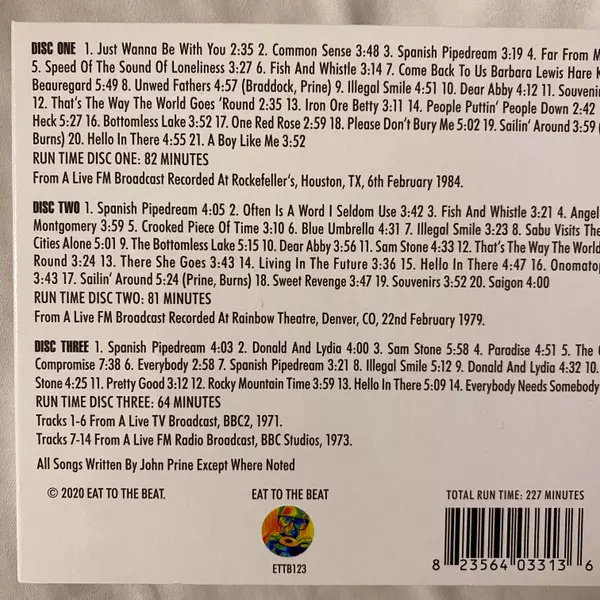 DISC ONE 1. Just Wanna Be With You 2:35 2. Common Sense 3:48 3. Spanish Pipedream 3:19 4. Far From M
5. Speed Of The Sound Of Loneliness 3:27 6. Fish And Whistle 3:14 7. Come Back To Us Barbara Lewis Hare K
Beauregard 5:49 8. Unwed Fathers 4:57 (Braddock, Prine) 9. Illegal Smile 4:51 10. Dear Abby 4:12 11. Souvenir
12. That's The Way The World Goes 'Round 2:35 13. Iron Ore Betty 3:11 14. People Puttin' People Down 2:42
Heck 5:27 16. Bottomless Lake 3:52 17. One Red Rose 2:59 18. Please Don't Bury Me 5:02 19. Sailin' Around 3:59 (
Burns) 20. Hello In There 4:55 21. A Boy Like Me 3:52
RUN TIME DISC ONE: 82 MINUTES
From A Live FM Broadcast Recorded At Rockefeller's, Houston, TX, 6th February 1984.
DISC TWO 1. Spanish Pipedream 4:05 2. Often Is A Word I Seldom Use 3:42 3. Fish And Whistle 3:21 4. Angel
Montgomery 3:59 5. Crooked Piece Of Time 3:10 6. Blue Umbrella 4:31 7. Illegal Smile 3:23 8. Sabu Visits The
Cities Alone 5:01 9. The Bottomless Lake 5:15 10. Dear Abby 3:56 11. Sam Stone 4:33 12. That's The Way The World
Round 3:24 13. There She Goes 3:43 14. Living In The Future 3:36 15. Hello In There 4:47 16. Onomatop
3:43 17. Sailin' Around 5:24 (Prine, Burns) 18. Sweet Revenge 3:47 19. Souvenirs 3:52 20. Saigon 4:00
RUN TIME DISC TWO: 81 MINUTES
From A Live FM Broadcast Recorded At Rainbow Theatre, Denver, CO, 22nd February 1979.
DISC THREE 1. Spanish Pipedream 4:03 2. Donald And Lydia 4:00 3. Sam Stone 5:58 4. Paradise 4:51 5. The G
Compromise 7:38 6. Everybody 2:58 7. Spanish Pipedream 3:21 8. Illegal Smile 5:12 9. Donald And Lydia 4:32 10.
Stone 4:25 11. Pretty Good 3:12 12. Rocky Mountain Time 3:59 13. Hello In There 5:09 14. Everybody Needs Somebody
RUN TIME DISC THREE: 64 MINUTES
Tracks 1-6 From A Live TV Broadcast, BBC2, 1971.
Tracks 7-14 From A Live FM Radio Broadcast, BBC Studios, 1973.
All Songs Written By John Prine Except Where Noted
© 2020 EAT TO THE BEAT.
EAT TO THE BEAT
TOTAL RUN TIME: 227 MINUTES
ETTB123
8 23564 03313 6